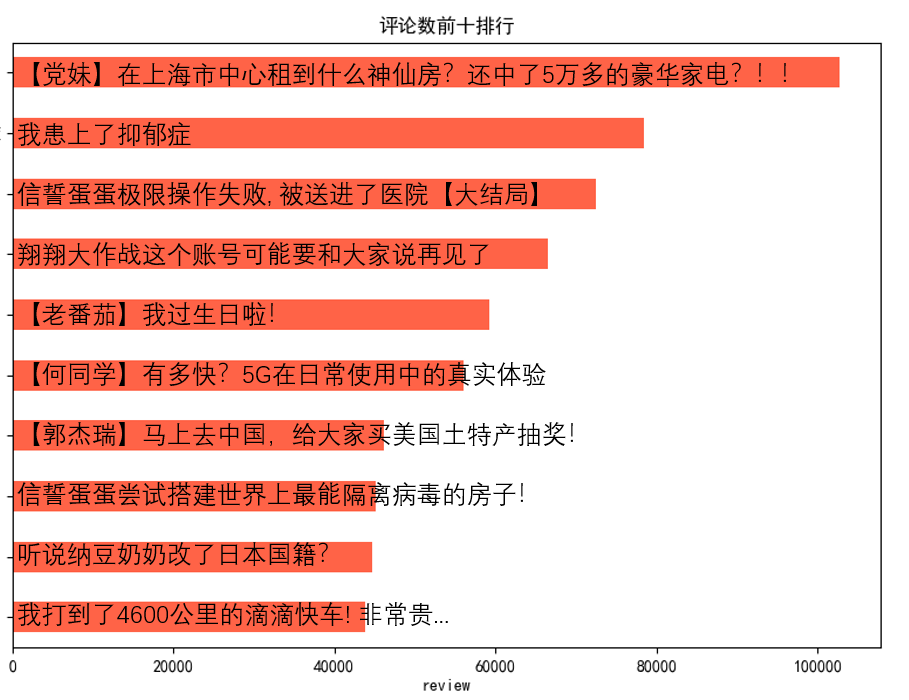 评论数前十排行
【党妹】在上海市中心租到什么神仙房？还中了5万多的豪华家电？！！
我患上了抑郁症
信誓蛋蛋极限操作失败,被送进了医院【大结局】
翔翔大作战这个账号可能要和大家说再见了
【老番茄】我过生日啦！
【何同学】有多快？5G在日常使用中的真实体验
【郭杰瑞】马上去中国，给大家买美国土特产抽奖！
信誓蛋蛋尝试搭建世界上最能隔离病毒的房子！
听说纳豆奶奶改了日本国籍？
我打到了4600公里的滴滴快车! 非常贵...
0 20000 40000 60000 80000 100000
review